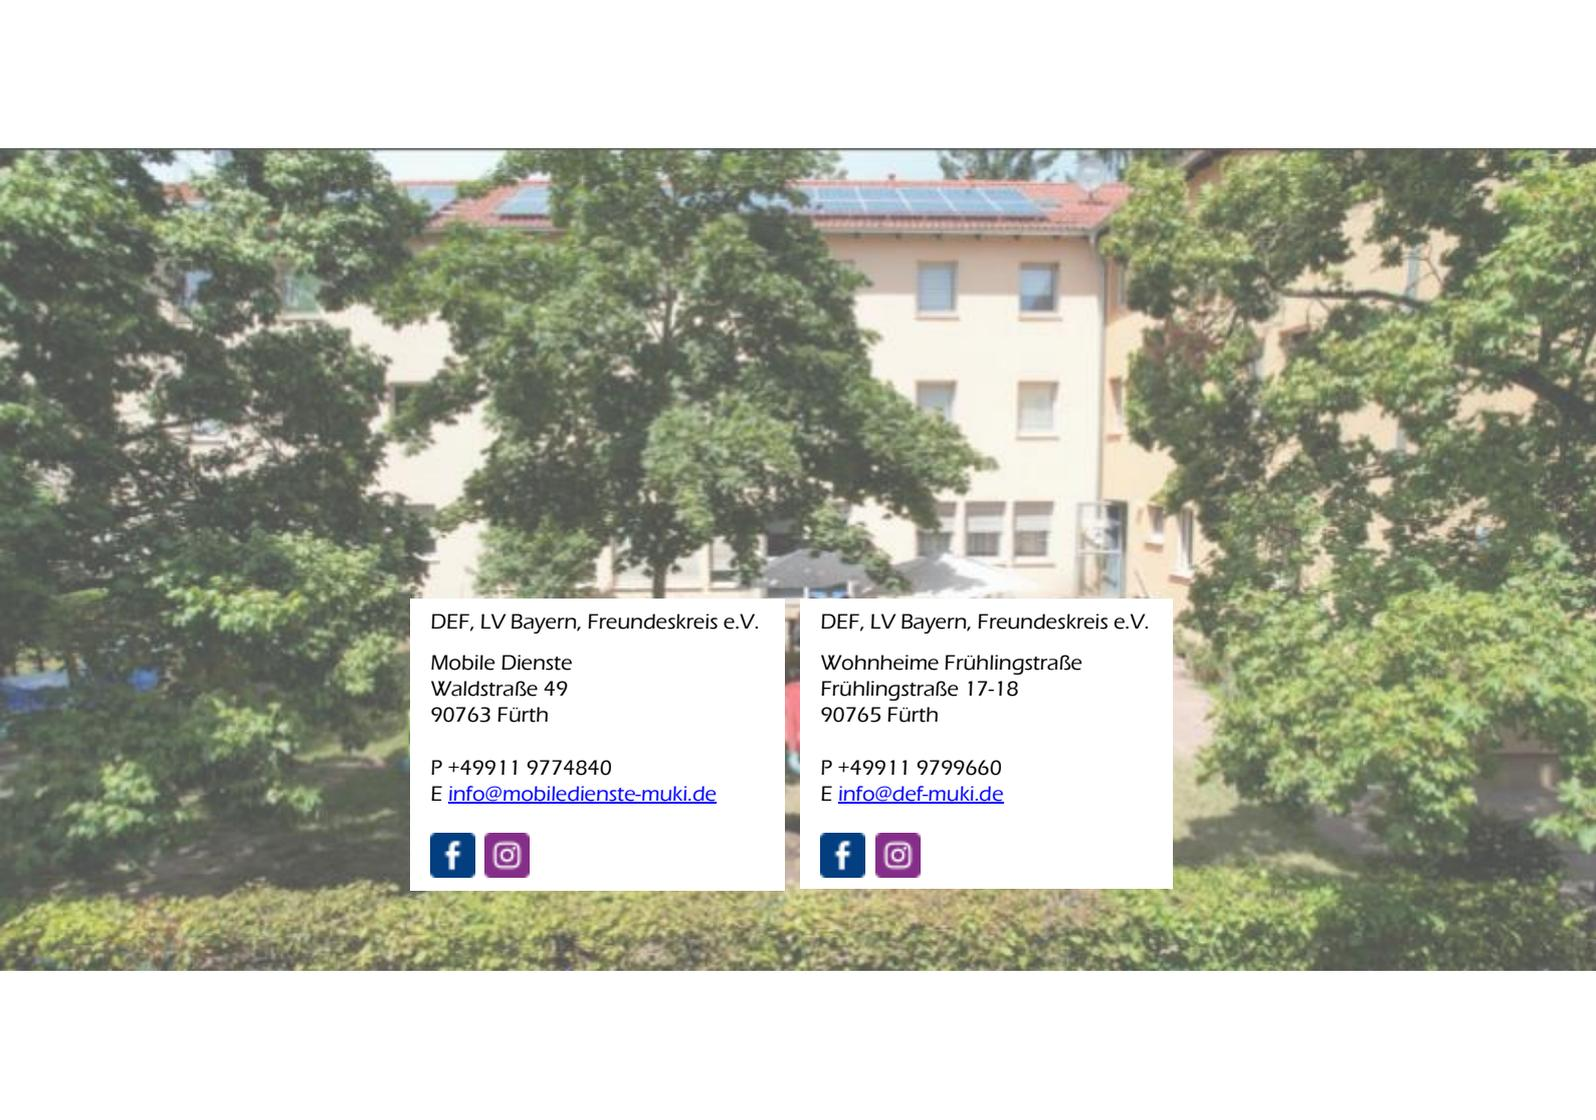 DEF, LV Bayern, Freundeskreis e.V.
Mobile Dienste
Waldstraße 49
90763 Fürth
P +49911 9774840
E info@mobiledienste-muki.de
DEF, LV Bayern, Freundeskreis e.V.
Wohnheime Frühlingstraße
Frühlingstraße 17-18
90765 Fürth
P +49911 9799660
E info@def-muki.de